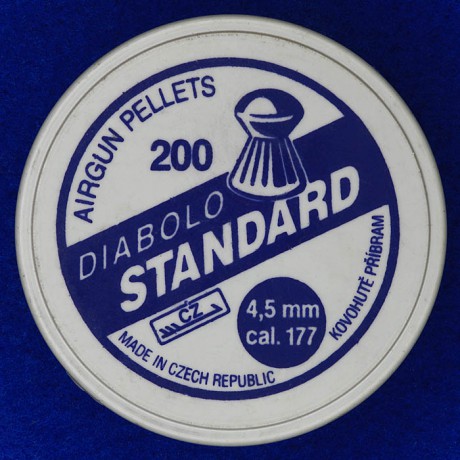 AIRGUN PELLETS
200
DIABOLO
STANDARD
ČZ
4,5 mm
cal. 177
MADE IN CZECH REPUBLIC
KOVOHUTĚ PŘÍBRAM